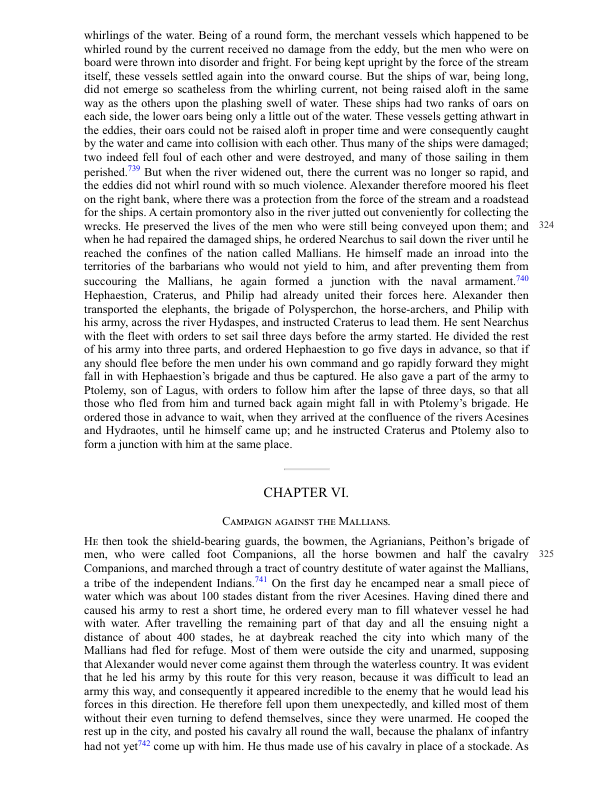 whirlings of the water. Being of a round form, the merchant vessels which happened to be
whirled round by the current received no damage from the eddy, but the men who were on
board were thrown into disorder and fright. For being kept upright by the force of the stream
itself, these vessels settled again into the onward course. But the ships of war, being long,
did not emerge so scatheless from the whirling current, not being raised aloft in the same
way as the others upon the plashing swell of water. These ships had two ranks of oars on
each side, the lower oars being only a little out of the water. These vessels getting athwart in
the eddies, their oars could not be raised aloft in proper time and were consequently caught
by the water and came into collision with each other. Thus many of the ships were damaged;
two indeed fell foul of each other and were destroyed, and many of those sailing in them
perished.739 But when the river widened out, there the current was no longer so rapid, and
the eddies did not whirl round with so much violence. Alexander therefore moored his fleet
on the right bank, where there was a protection from the force of the stream and a roadstead
for the ships. A certain promontory also in the river jutted out conveniently for collecting the
wrecks. He preserved the lives of the men who were still being conveyed upon them; and 324
when he had repaired the damaged ships, he ordered Nearchus to sail down the river until he
reached the confines of the nation called Mallians. He himself made an inroad into the
territories of the barbarians who would not yield to him, and after preventing them from
succouring the Mallians, he again formed a junction with the naval armament.740
Hephaestion, Craterus, and Philip had already united their forces here. Alexander then
transported the elephants, the brigade of Polysperchon, the horse-archers, and Philip with
his army, across the river Hydaspes, and instructed Craterus to lead them. He sent Nearchus
with the fleet with orders to set sail three days before the army started. He divided the rest
of his army into three parts, and ordered Hephaestion to go five days in advance, so that if
any should flee before the men under his own command and go rapidly forward they might
fall in with Hephaestion's brigade and thus be captured. He also gave a part of the army to
Ptolemy, son of Lagus, with orders to follow him after the lapse of three days, so that all
those who fled from him and turned back again might fall in with Ptolemy's brigade. He
ordered those in advance to wait, when they arrived at the confluence of the rivers Acesines
and Hydraotes, until he himself came up; and he instructed Craterus and Ptolemy also to
form a junction with him at the same place.
CHAPTER VI.
Campaign against the Mallians.
He then took the shield-bearing guards, the bowmen, the Agrianians, Peithon's brigade of
men, who were called foot Companions, all the horse bowmen and half the cavalry 325
Companions, and marched through a tract of country destitute of water against the Mallians,
a tribe of the independent Indians.741 On the first day he encamped near a small piece of
water which was about 100 stades distant from the river Acesines. Having dined there and
caused his army to rest a short time, he ordered every man to fill whatever vessel he had
with water. After travelling the remaining part of that day and all the ensuing night a
distance of about 400 stades, he at daybreak reached the city into which many of the
Mallians had fled for refuge. Most of them were outside the city and unarmed, supposing
that Alexander would never come against them through the waterless country. It was evident
that he led his army by this route for this very reason, because it was difficult to lead an
army this way, and consequently it appeared incredible to the enemy that he would lead his
forces in this direction. He therefore fell upon them unexpectedly, and killed most of them
without their even turning to defend themselves, since they were unarmed. He cooped the
rest up in the city, and posted his cavalry all round the wall, because the phalanx of infantry
had not yet742 come up with him. He thus made use of his cavalry in place of a stockade. As